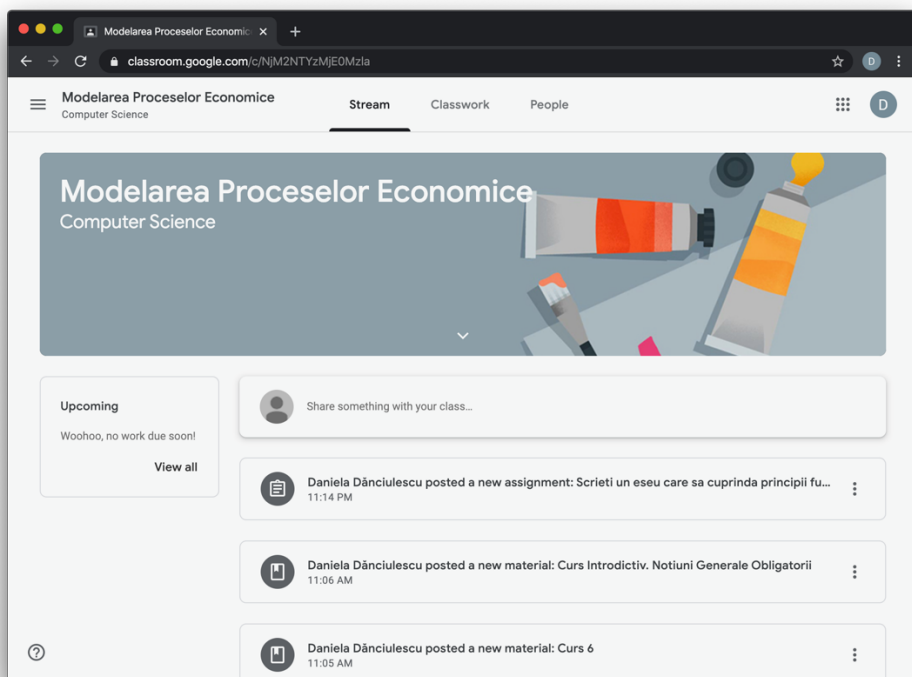 Modelarea Proceselor Economic
classroom.google.com/c/NjM2NTYzMjE0Mzla
D
Modelarea Proceselor Economice
Computer Science
Stream
Classwork
People
D
Modelarea Proceselor Economice
Computer Science
Upcoming
Woohoo, no work due soon!
View all
Share something with your class...
Daniela Dănciulescu posted a new assignment: Scrieti un eseu care sa cuprinda principii fu...
11:14 PM
Daniela Dănciulescu posted a new material: Curs Introdictiv. Notiuni Generale Obligatorii
11:06 AM
Daniela Dănciulescu posted a new material: Curs 6
11:05 AM